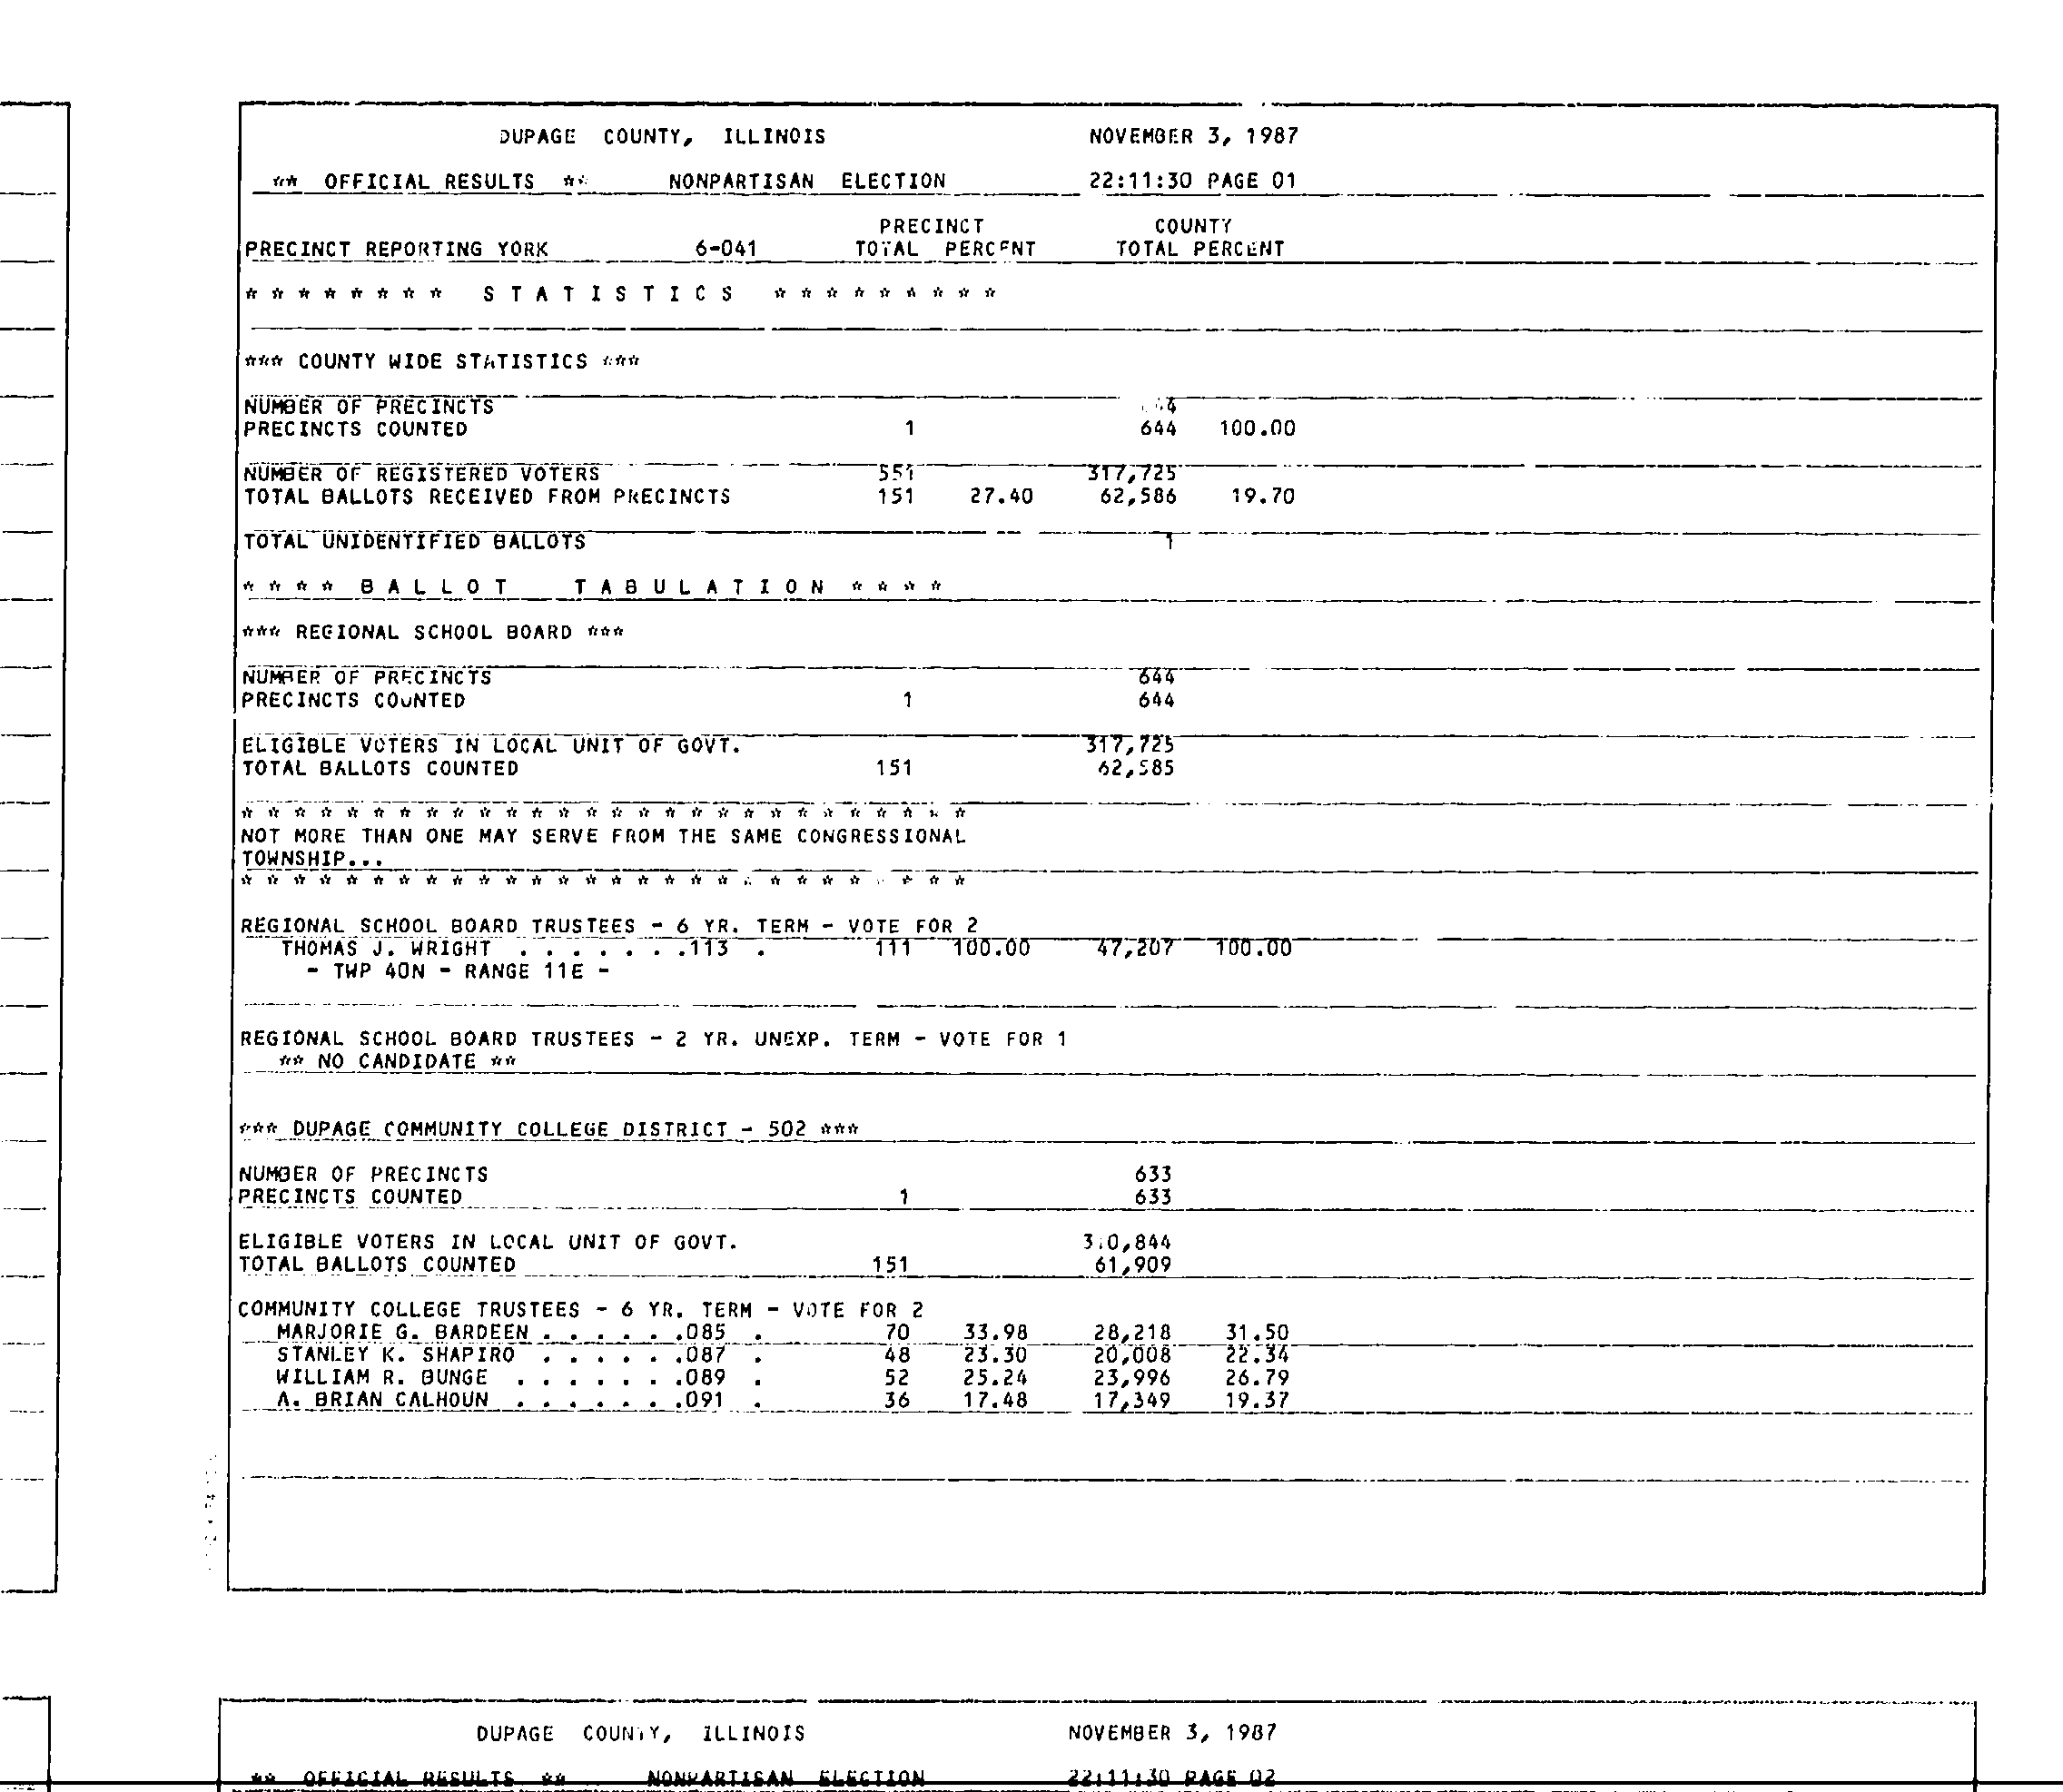 DUPAGE COUNTY, ILLINOIS NOVEMBER 3, 1987
** OFFICIAL RESULTS ** NONPARTISAN ELECTION 22:11:30 PAGE 01
PRECINCT COUNTY
PRECINCT REPORTING YORK 6-041 TOTAL PERCENT TOTAL PERCENT
* * * * * * * * S T A T I S T I C S * * * * * * * * *
*** COUNTY WIDE STATISTICS ***
NUMBER OF PRECINCTS
PRECINCTS COUNTED 1 644 100.00
NUMBER OF REGISTERED VOTERS 551 317,725
TOTAL BALLOTS RECEIVED FROM PRECINCTS 151 27.40 62,586 19.70
TOTAL UNIDENTIFIED BALLOTS 1
* * * * B A L L O T T A B U L A T I O N * * * *
*** REGIONAL SCHOOL BOARD ***
NUMBER OF PRECINCTS 644
PRECINCTS COUNTED 1 644
ELIGIBLE VOTERS IN LOCAL UNIT OF GOVT. 317,725
TOTAL BALLOTS COUNTED 151 62,585
* * * * * * * * * * * * * * * * * * * * * * * * * * * *
NOT MORE THAN ONE MAY SERVE FROM THE SAME CONGRESSIONAL
TOWNSHIP...
* * * * * * * * * * * * * * * * * * * * * * * * * * * *
REGIONAL SCHOOL BOARD TRUSTEES - 6 YR. TERM - VOTE FOR 2
THOMAS J. WRIGHT . . . . . . .113 . 111 100.00 47,207 100.00
- TWP 40N - RANGE 11E -
REGIONAL SCHOOL BOARD TRUSTEES - 2 YR. UNEXP. TERM - VOTE FOR 1
** NO CANDIDATE **
*** DUPAGE COMMUNITY COLLEGE DISTRICT - 502 ***
NUMBER OF PRECINCTS 633
PRECINCTS COUNTED 1 633
ELIGIBLE VOTERS IN LOCAL UNIT OF GOVT.
TOTAL BALLOTS COUNTED 151 61,909
COMMUNITY COLLEGE TRUSTEES - 6 YR. TERM - VOTE FOR 2
MARJORIE G. BARDEEN . . . . . .085 . 70 33.98 28,218 31.50
STANLEY K. SHAPIRO . . . . . .087 . 48 23.30 20,008 22.34
WILLIAM R. BUNGE . . . . . . .089 . 52 25.24 23,996 26.79
A. BRIAN CALHOUN . . . . . . .091 . 36 17.48 17,349 19.37
DUPAGE COUNTY, ILLINOIS NOVEMBER 3, 1987
** OFFICIAL RESULTS ** NONPARTISAN ELECTION 22:11:30 PAGE 02